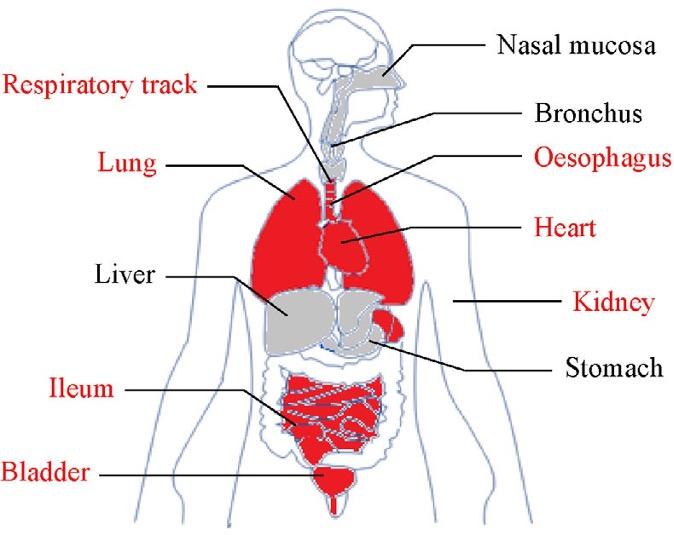 Nasal mucosa
Respiratory track
Bronchus
Lung
Oesophagus
Heart
Liver
Kidney
Stomach
Ileum
Bladder